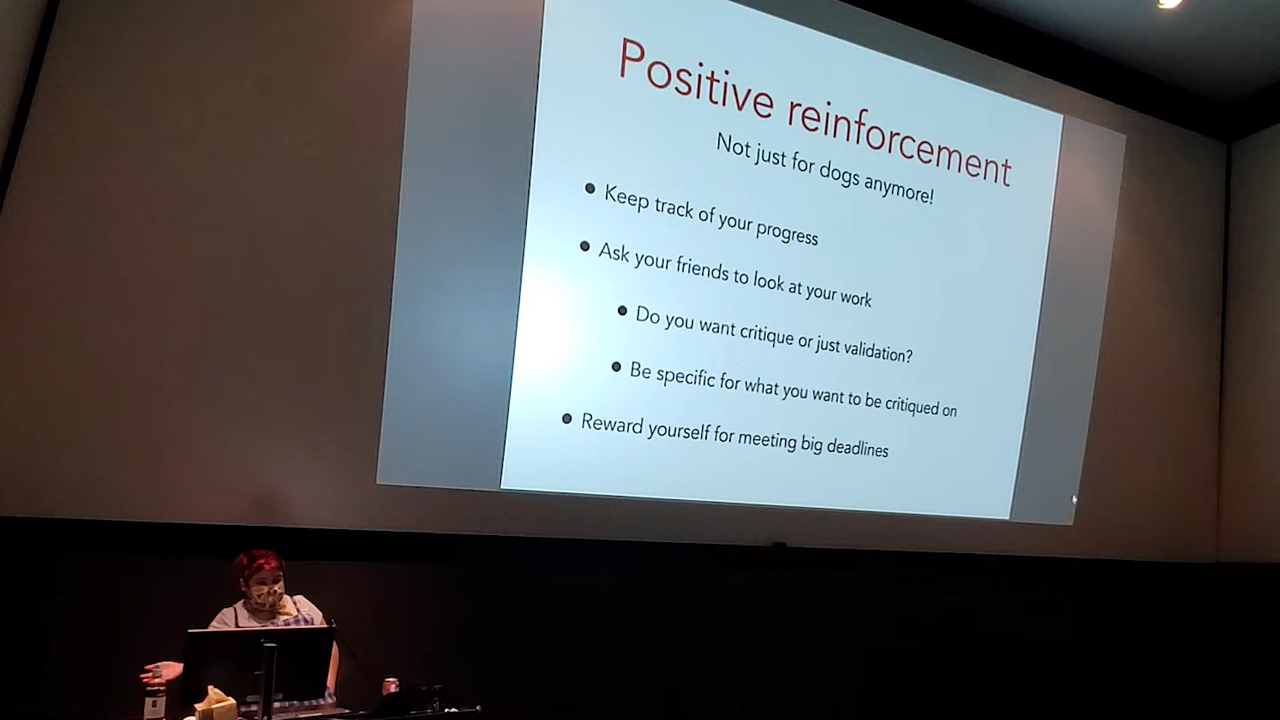 Positive reinforcement
Not just for dogs anymore!
Keep track of your progress
Ask your friends to look at your work
Do you want critique or just validation?
Be specific for what you want to be critiqued on
Reward yourself for meeting big deadlines